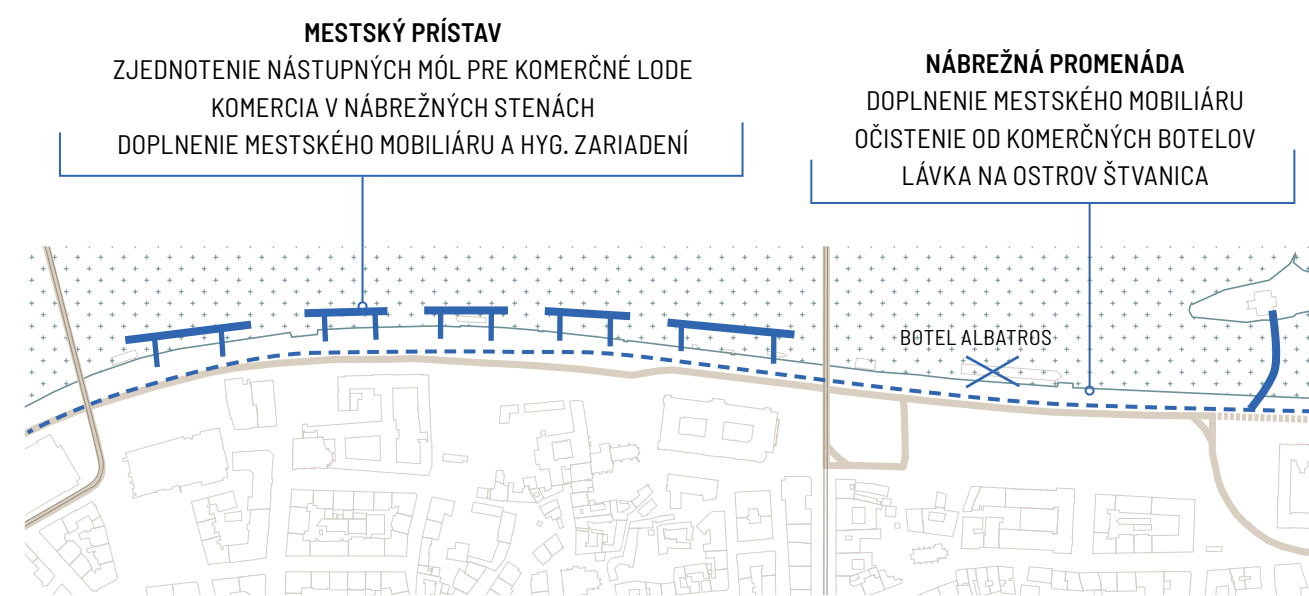 MESTSKÝ PRÍSTAV
ZJEDNOTENIE NÁSTUPNÝCH MÓL PRE KOMERČNÉ LODE
KOMERCIA V NÁBREŽNÝCH STENÁCH
DOPLNENIE MESTSKÉHO MOBILIÁRU A HYG. ZARIADENÍ
NÁBREŽNÁ PROMENÁDA
DOPLNENIE MESTSKÉHO MOBILIÁRU
OČISTENIE OD KOMERČNÝCH BOTELOV
LÁVKA NA OSTROV ŠTVANICA
BOTEL ALBATROS